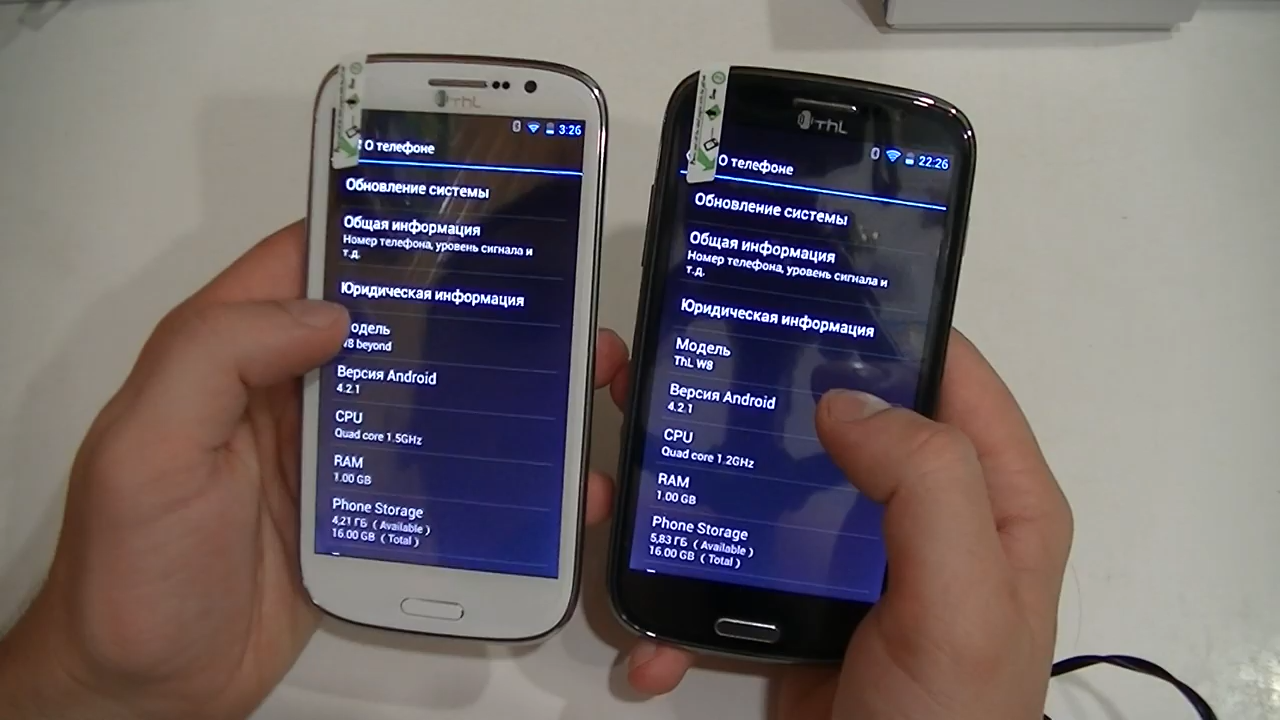 ThL
3:26
О телефоне
Обновление системы
Общая информация
Номер телефона, уровень сигнала и
т.д.
Юридическая информация
одель
8 beyond
Версия Android
4.2.1
CPU
Quad core 1.5GHz
RAM
1.00 GB
Phone Storage
4,21 ГБ ( Available )
16.00 GB ( Total )
ThL
22:26
О телефоне
Обновление системы
Общая информация
Номер телефона, уровень сигнала и
т.д.
Юридическая информация
Модель
ThL W8
Версия Android
4.2.1
CPU
Quad core 1.2GHz
RAM
1.00 GB
Phone Storage
5,83 ГБ ( Available )
16.00 GB ( Total )